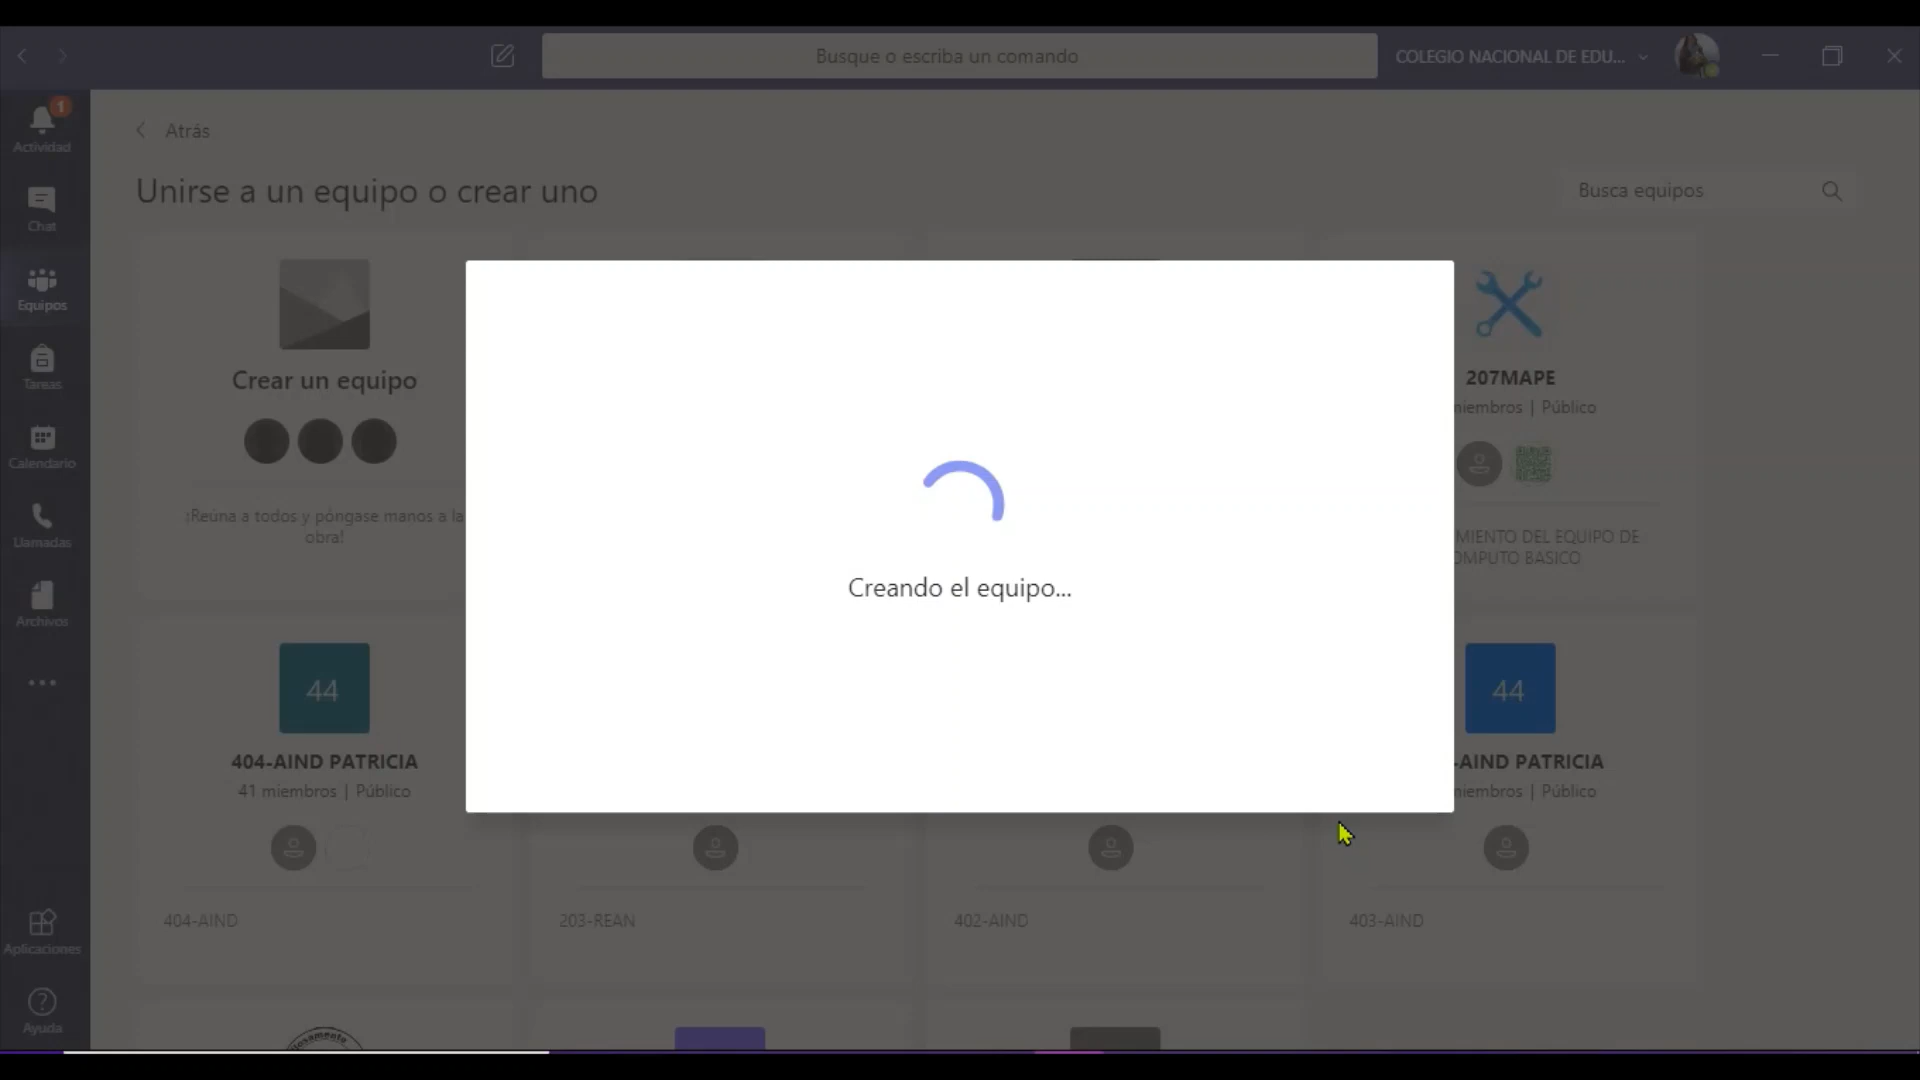 Busque o escriba un comando
COLEGIO NACIONAL DE EDU...
1
Actividad
Chat
Equipos
Tareas
Calendario
Llamadas
Archivos
Aplicaciones
Ayuda
Atrás
Unirse a un equipo o crear uno
Busca equipos
Crear un equipo
¡Reúna a todos y póngase manos a la
obra!
207MAPE
miembros | Público
MIENTO DEL EQUIPO DE
OMPUTO BASICO
Creando el equipo...
44
404-AIND PATRICIA
41 miembros | Público
404-AIND
203-REAN
402-AIND
44
-AIND PATRICIA
miembros | Público
403-AIND